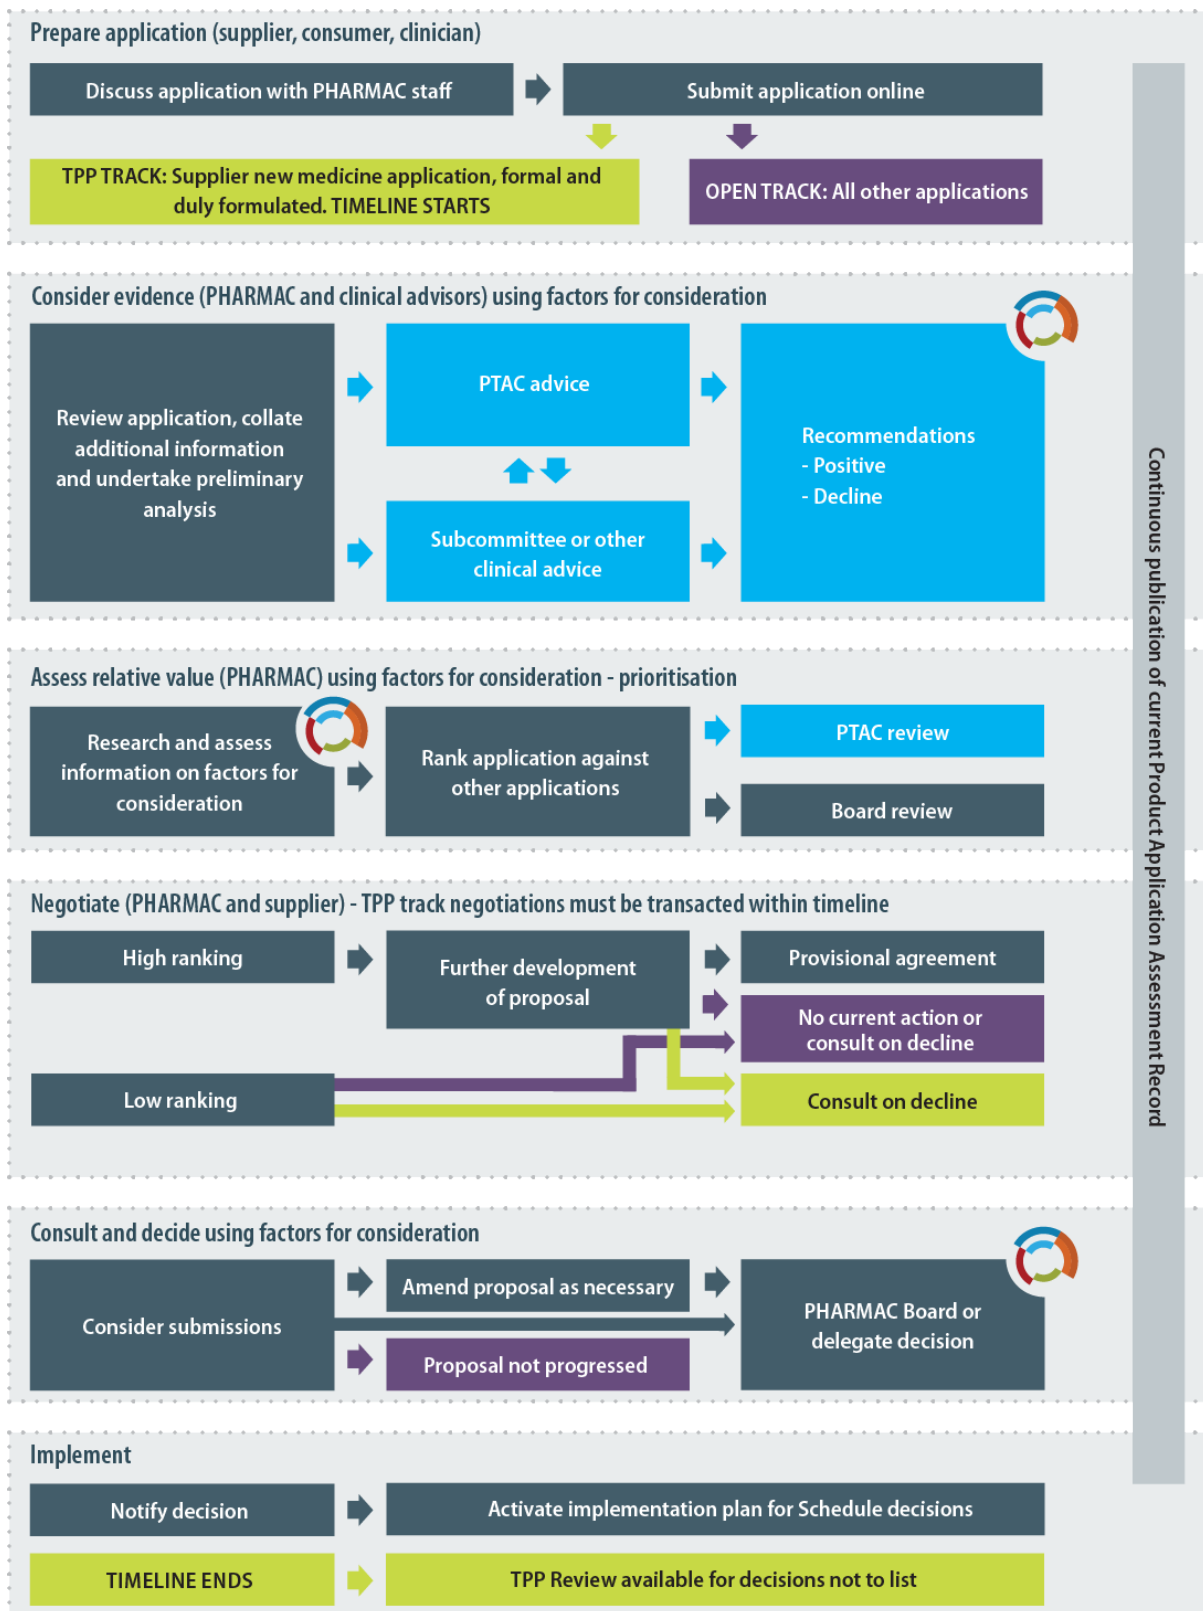 Prepare application (supplier, consumer, clinician)
Discuss application with PHARMAC staff
Submit application online
TPP TRACK: Supplier new medicine application, formal and
duly formulated. TIMELINE STARTS
OPEN TRACK: All other applications
Consider evidence (PHARMAC and clinical advisors) using factors for consideration
Review application, collate
additional information
and undertake preliminary
analysis
PTAC advice
Subcommittee or other
clinical advice
Recommendations
- Positive
- Decline
Assess relative value (PHARMAC) using factors for consideration - prioritisation
Research and assess
information on factors for
consideration
Rank application against
other applications
PTAC review
Board review
Negotiate (PHARMAC and supplier) - TPP track negotiations must be transacted within timeline
High ranking
Further development
of proposal
Provisional agreement
No current action or
consult on decline
Low ranking
Consult on decline
Consult and decide using factors for consideration
Consider submissions
Amend proposal as necessary
Proposal not progressed
PHARMAC Board or
delegate decision
Implement
Notify decision
Activate implementation plan for Schedule decisions
TIMELINE ENDS
TPP Review available for decisions not to list
Continuous publication of current Product Application Assessment Record